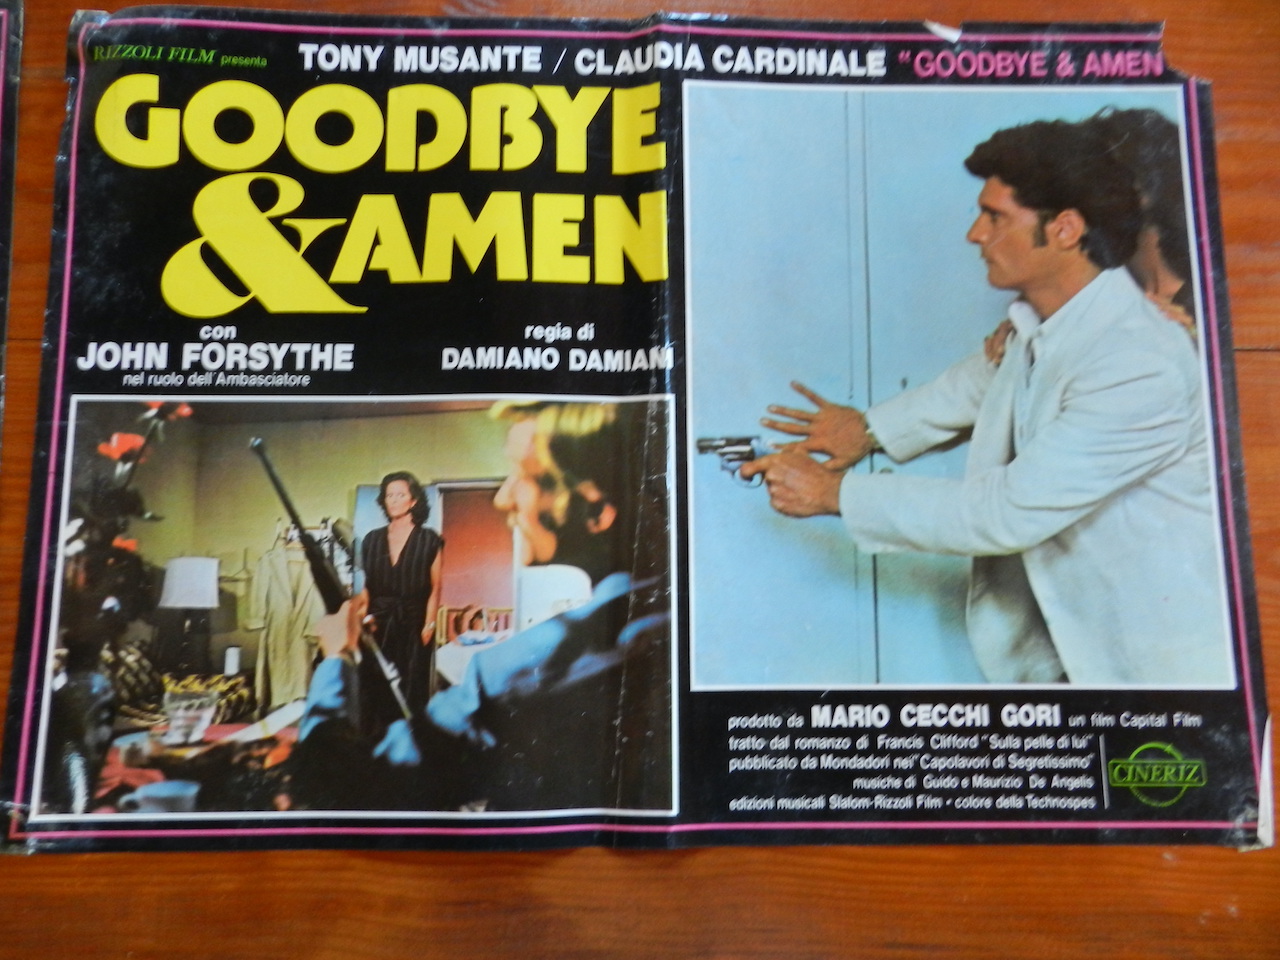 RIZZOLI FILM presenta TONY MUSANTE / CLAUDIA CARDINALE "GOODBYE & AMEN
GOODBYE
& AMEN
con
JOHN FORSYTHE
nel ruolo dell'Ambasciatore
regia di
DAMIANO DAMIANI
prodotto da MARIO CECCHI GORI un film Capital Film
tratto dal romanzo di Francis Clifford "Sulla pelle di lui"
pubblicato da Mondadori nei "Capolavori di Segretissimo"
musiche di Guido e Maurizio De Angelis
edizioni musicali Slalom-Rizzoli Film • colore della Technospes
CINERIZ